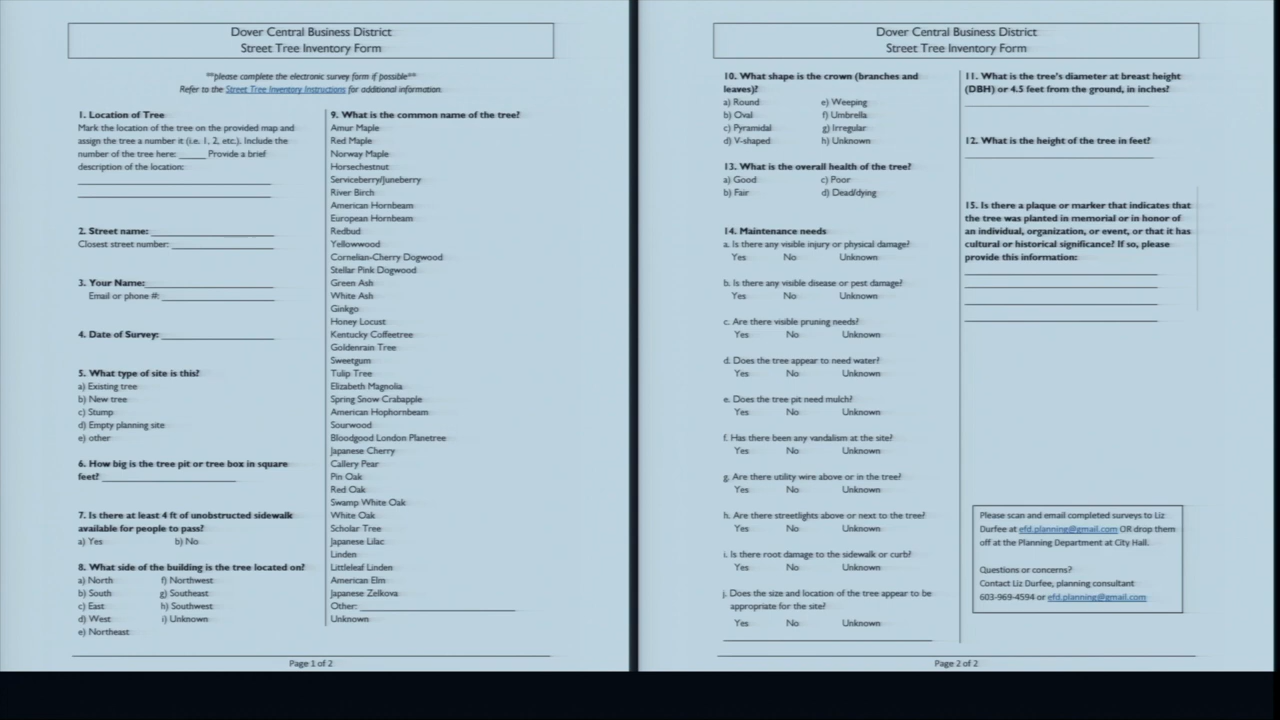 Dover Central Business District
Street Tree Inventory Form
**please complete the electronic survey form if possible**
Refer to the Street Tree Inventory Instructions for additional information.
1. Location of Tree
Mark the location of the tree on the provided map and
assign the tree a number it (i.e. 1, 2, etc.). Include the
number of the tree here: _____ Provide a brief
description of the location:
2. Street name:
Closest street number:
3. Your Name:
Email or phone #:
4. Date of Survey:
5. What type of site is this?
a) Existing tree
b) New tree
c) Stump
d) Empty planning site
e) other
6. How big is the tree pit or tree box in square
feet?
7. Is there at least 4 ft of unobstructed sidewalk
available for people to pass?
a) Yes b) No
8. What side of the building is the tree located on?
a) North f) Northwest
b) South g) Southeast
c) East h) Southwest
d) West i) Unknown
e) Northeast
9. What is the common name of the tree?
Amur Maple
Red Maple
Norway Maple
Horsechestnut
Serviceberry/Juneberry
River Birch
American Hornbeam
European Hornbeam
Redbud
Yellowwood
Cornelian-Cherry Dogwood
Stellar Pink Dogwood
Green Ash
White Ash
Ginkgo
Honey Locust
Kentucky Coffeetree
Goldenrain Tree
Sweetgum
Tulip Tree
Elizabeth Magnolia
Spring Snow Crabapple
American Hophornbeam
Sourwood
Bloodgood London Planetree
Japanese Cherry
Callery Pear
Pin Oak
Red Oak
Swamp White Oak
White Oak
Scholar Tree
Japanese Lilac
Linden
Littleleaf Linden
American Elm
Japanese Zelkova
Other:
Unknown
Page 1 of 2
Dover Central Business District
Street Tree Inventory Form
10. What shape is the crown (branches and
leaves)?
a) Round e) Weeping
b) Oval f) Umbrella
c) Pyramidal g) Irregular
d) V-shaped h) Unknown
13. What is the overall health of the tree?
a) Good c) Poor
b) Fair d) Dead/dying
14. Maintenance needs
a. Is there any visible injury or physical damage?
Yes No Unknown
b. Is there any visible disease or pest damage?
Yes No Unknown
c. Are there visible pruning needs?
Yes No Unknown
d. Does the tree appear to need water?
Yes No Unknown
e. Does the tree pit need mulch?
Yes No Unknown
f. Has there been any vandalism at the site?
Yes No Unknown
g. Are there utility wire above or in the tree?
Yes No Unknown
h. Are there streetlights above or next to the tree?
Yes No Unknown
i. Is there root damage to the sidewalk or curb?
Yes No Unknown
j. Does the size and location of the tree appear to be
appropriate for the site?
Yes No Unknown
11. What is the tree's diameter at breast height
(DBH) or 4.5 feet from the ground, in inches?
12. What is the height of the tree in feet?
15. Is there a plaque or marker that indicates that
the tree was planted in memorial or in honor of
an individual, organization, or event, or that it has
cultural or historical significance? If so, please
provide this information:
Please scan and email completed surveys to Liz
Durfee at efd.planning@gmail.com OR drop them
off at the Planning Department at City Hall.
Questions or concerns?
Contact Liz Durfee, planning consultant
603-969-4594 or efd.planning@gmail.com
Page 2 of 2